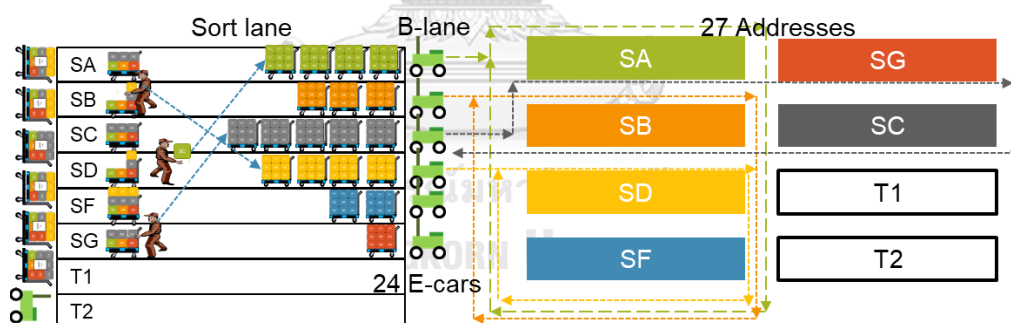 Sort lane
B-lane
27 Addresses
SA
SB
SC
SD
SF
SG
T1
T2
24 E-cars
SA
SG
SB
SC
SD
T1
SF
T2